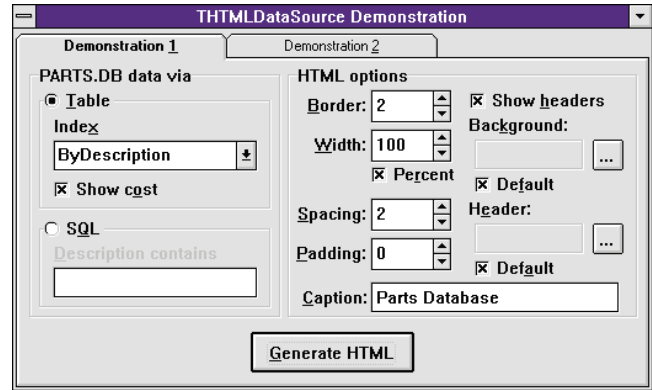 THTMLDataSource Demonstration
Demonstration 1
Demonstration 2
PARTS.DB data via
Table
Index
ByDescription
Show cost
SQL
Description contains
HTML options
Border: 2
Width: 100
Percent
Spacing: 2
Padding: 0
Show headers
Background:
...
Default
Header:
...
Default
Caption: Parts Database
Generate HTML